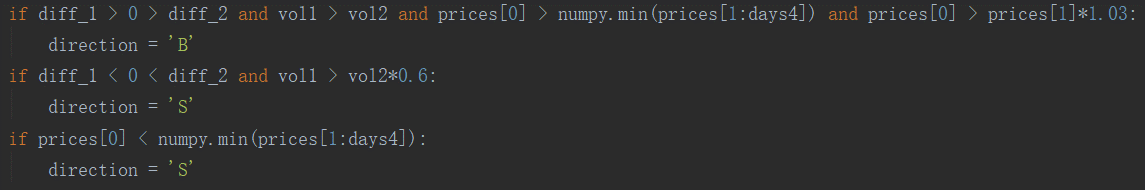 if diff_1 > 0 > diff_2 and vol1 > vol2 and prices[0] > numpy.min(prices[1:days4]) and prices[0] > prices[1]*1.03:
    direction = 'B'
if diff_1 < 0 < diff_2 and vol1 > vol2*0.6:
    direction = 'S'
if prices[0] < numpy.min(prices[1:days4]):
    direction = 'S'